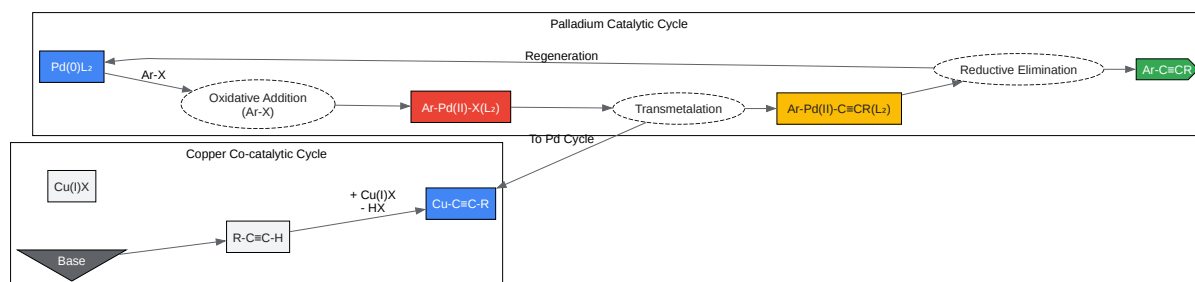 Palladium Catalytic Cycle
Pd(0)L₂
Ar-X
Regeneration
Oxidative Addition
(Ar-X)
Ar-Pd(II)-X(L₂)
Transmetalation
Ar-Pd(II)-C≡CR(L₂)
Reductive Elimination
Ar-C≡CR
To Pd Cycle
Copper Co-catalytic Cycle
Cu(I)X
+ Cu(I)X
- HX
Cu-C≡C-R
R-C≡C-H
Base